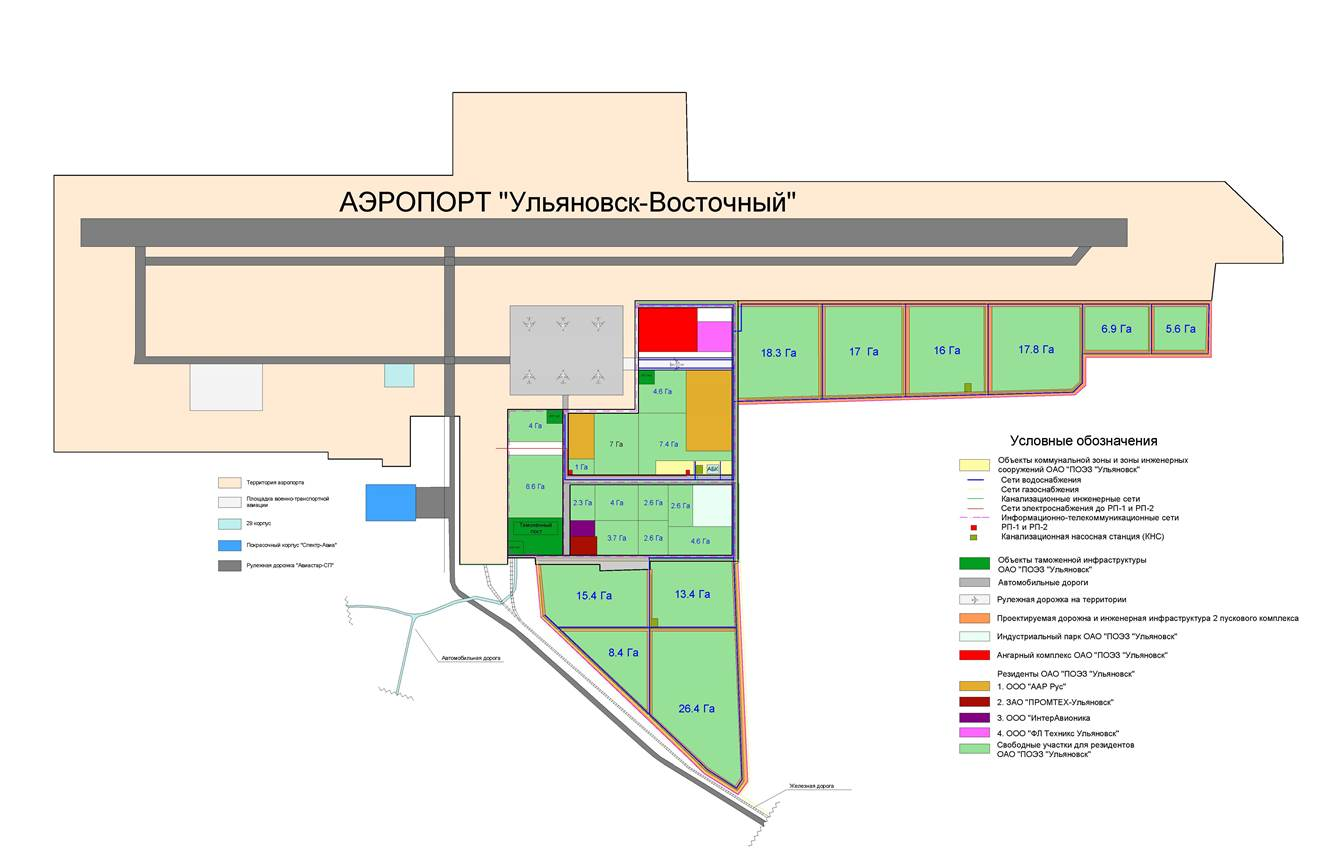 АЭРОПОРТ "Ульяновск-Восточный"
18.3 Га
17 Га
16 Га
17.8 Га
6.9 Га
5.6 Га
4.6 Га
4 Га
7 Га
7.4 Га
1 Га
АБК
8.6 Га
2.3 Га
4 Га
2.6 Га
2.6 Га
3.7 Га
2.6 Га
4.6 Га
Таможенный
пост
15.4 Га
13.4 Га
8.4 Га
26.4 Га
Автомобильная дорога
Железная дорога
Территория аэропорта
Площадка военно-транспортной
авиации
29 корпус
Покрасочный корпус "Спектр-Авиа"
Рулежная дорожка "Авиастар-СП"
Условные обозначения
Объекты коммунальной зоны и зоны инженерных
сооружений ОАО "ПОЭЗ "Ульяновск"
Сети водоснабжения
Сети газоснабжения
Канализационные инженерные сети
Сети электроснабжения до РП-1 и РП-2
Информационно-телекоммуникационные сети
РП-1 и РП-2
Канализационная насосная станция (КНС)
Объекты таможенной инфраструктуры
ОАО "ПОЭЗ "Ульяновск"
Автомобильные дороги
Рулежная дорожка на территории
Проектируемая дорожна и инженерная инфраструктура 2 пускового комплекса
Индустриальный парк ОАО "ПОЭЗ "Ульяновск"
Ангарный комплекс ОАО "ПОЭЗ "Ульяновск"
Резиденты ОАО "ПОЭЗ "Ульяновск"
1. ООО "ААР Рус"
2. ЗАО "ПРОМТЕХ-Ульяновск"
3. ООО "ИнтерАвионика
4. ООО "ФЛ Техникс Ульяновск"
Свободные участки для резидентов
ОАО "ПОЭЗ "Ульяновск"